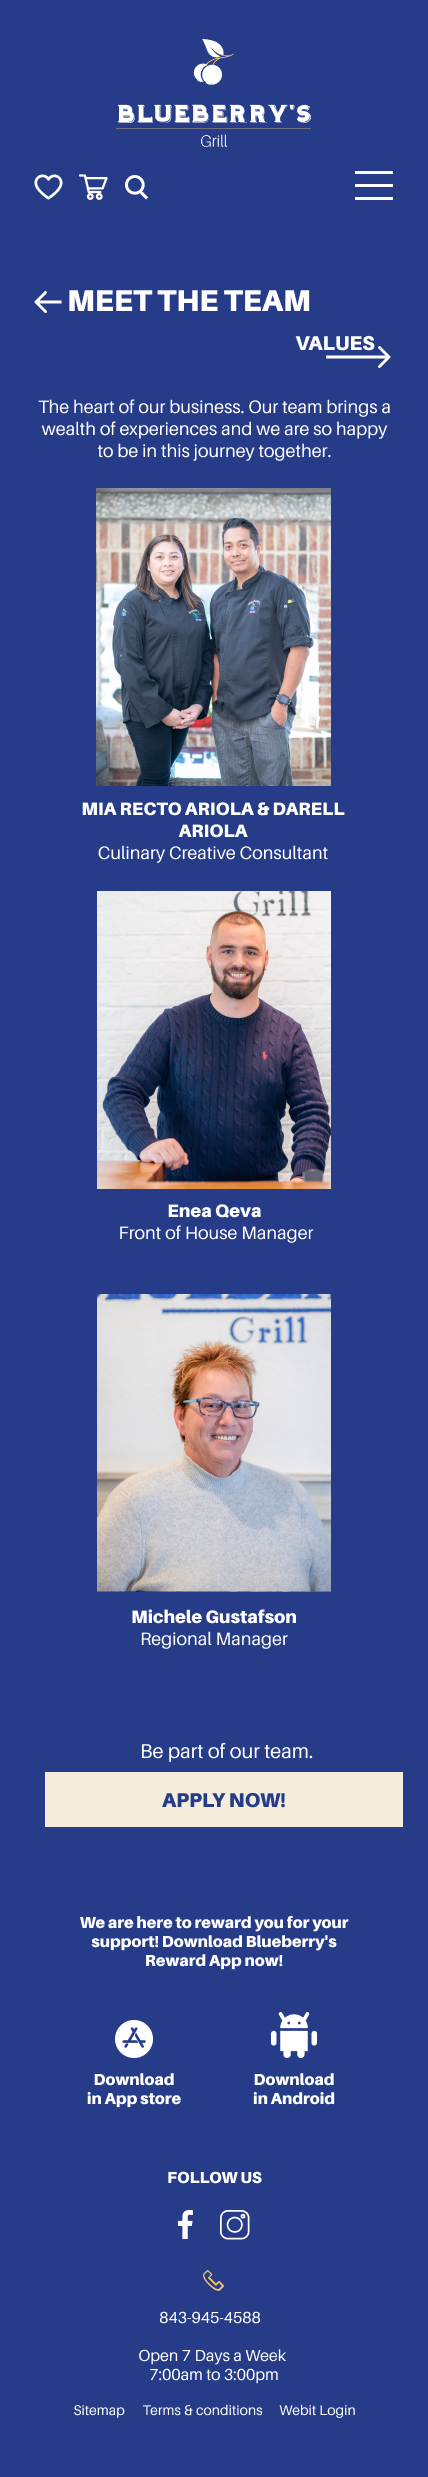 BLUEBERRY'S
Grill
MEET THE TEAM
VALUES
The heart of our business. Our team brings a
wealth of experiences and we are so happy
to be in this journey together.
MIA RECTO ARIOLA & DARELL
ARIOLA
Culinary Creative Consultant
Grill
Enea Qeva
Front of House Manager
Grill
Michele Gustafson
Regional Manager
Be part of our team.
APPLY NOW!
We are here to reward you for your
support! Download Blueberry's
Reward App now!
Download
in App store
Download
in Android
FOLLOW US
843-945-4588
Open 7 Days a Week
7:00am to 3:00pm
Sitemap Terms & conditions Webit Login